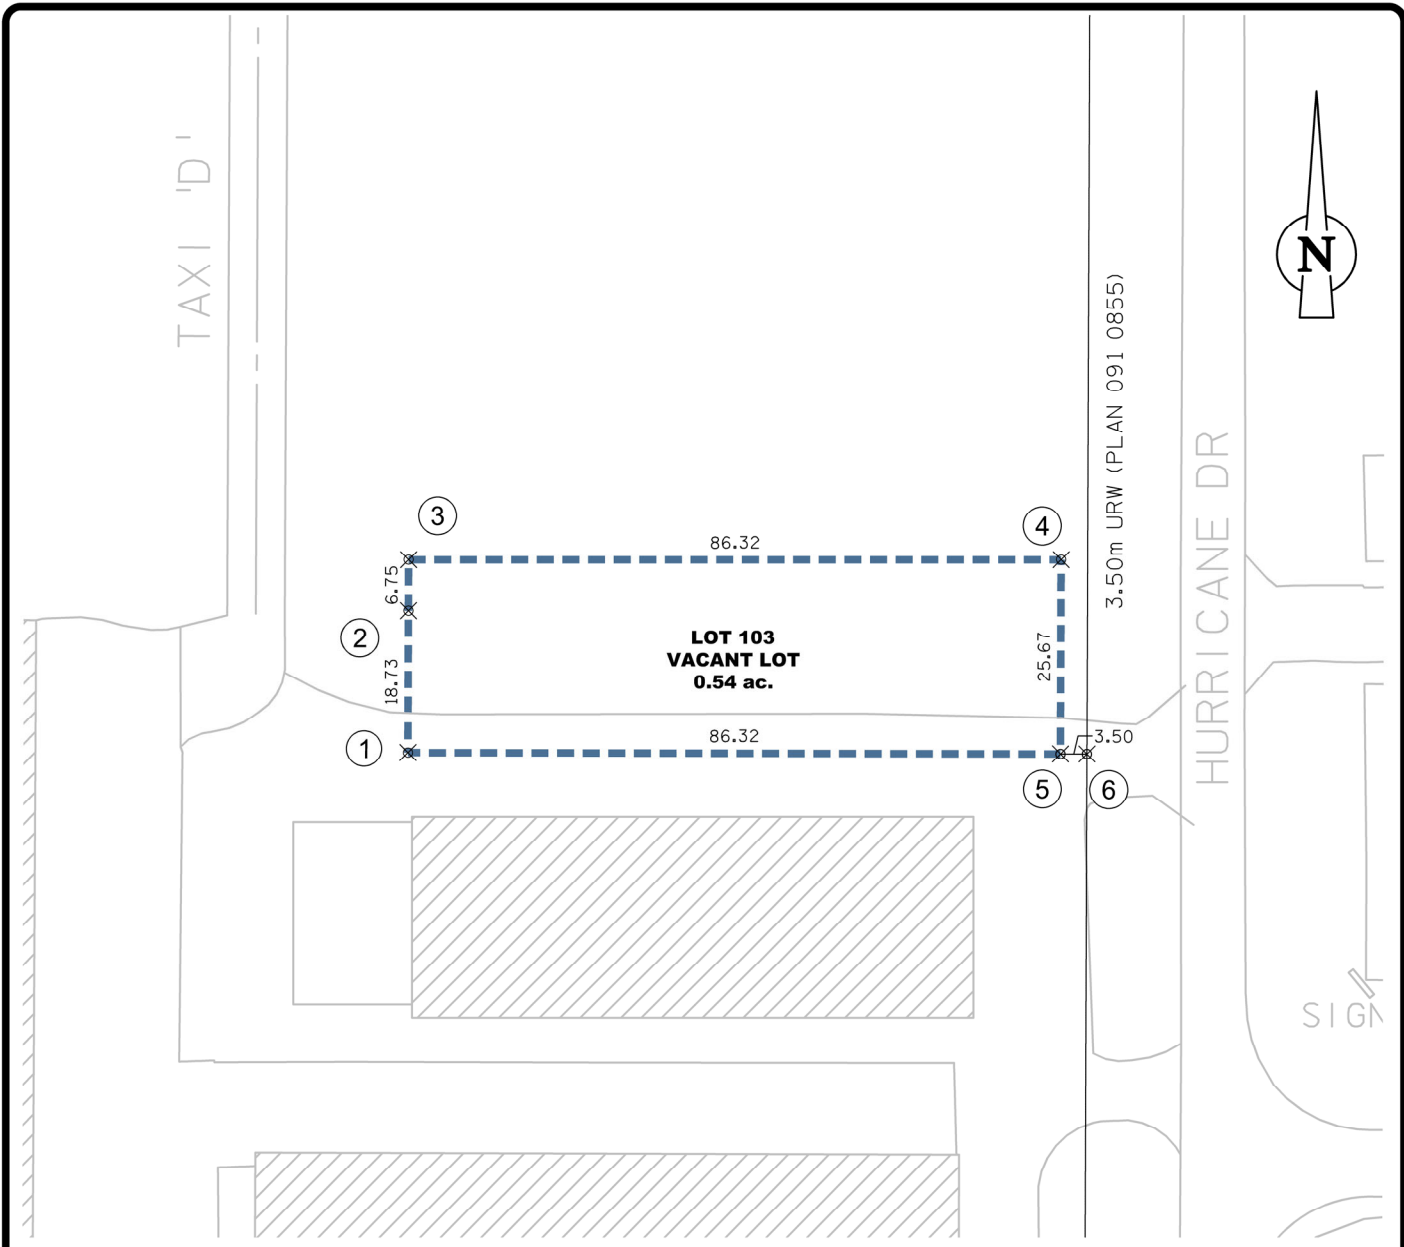 TAXI 'D'
N
3.50m URW (PLAN 091 0855)
HURRICANE DR
3
4
86.32
6.75
2
LOT 103
VACANT LOT
0.54 ac.
25.67
18.73
1
86.32
3.50
5
6
SIGN